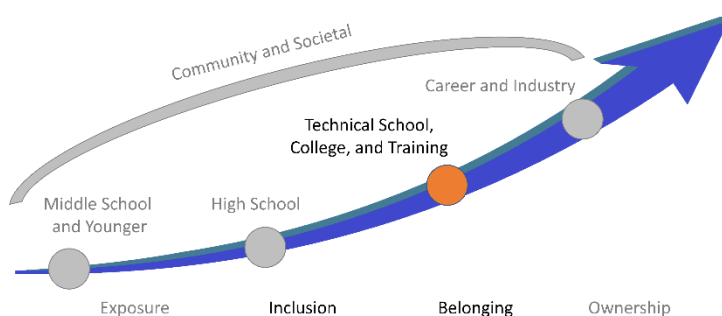 Community and Societal
Career and Industry
Technical School,
College, and Training
Middle School
and Younger
High School
Exposure
Inclusion
Belonging
Ownership